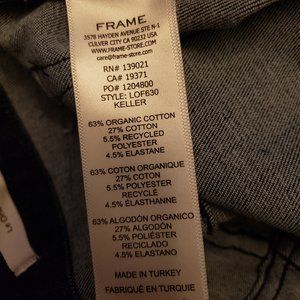 FRAME
3578 HAYDEN AVENUE STE N-1
CULVER CITY CA 90232 USA
WWW.FRAME-STORE.COM
care@frame-store.com
RN# 139021
CA# 19371
PO# 1204800
STYLE: LOF630
KELLER
63% ORGANIC COTTON
27% COTTON
5.5% RECYCLED
POLYESTER
4.5% ELASTANE
63% COTON ORGANIQUE
27% COTON
5.5% POLYESTER
RECYCLÉ
4.5% ÉLASTHANNE
63% ALGODÓN ORGANICO
27% ALGODÓN
5.5% POLIÉSTER
RECICLADO
4.5% ELASTANO
MADE IN TURKEY
FABRIQUÉ EN TURQUIE